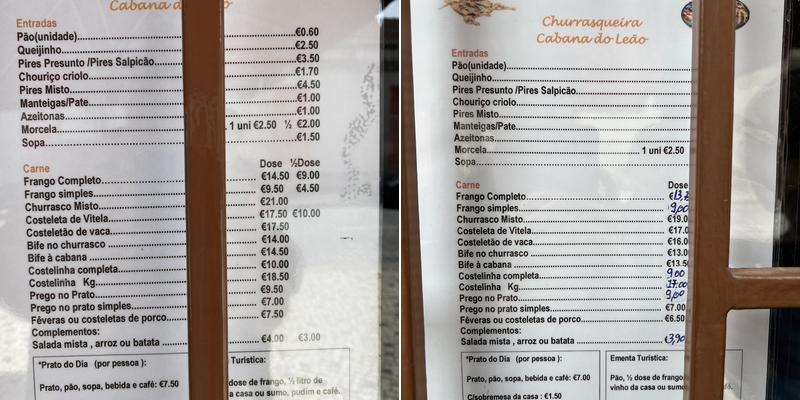 Cabana d o
Entradas
Pão(unidade)..............€0.60
Queijinho..............€2.50
Pires Presunto /Pires Salpicão..............€3.50
Chouriço criolo..............€1.70
Pires Misto..............€4.50
Manteigas/Pate..............€1.00
Azeitonas..............€1.00
Morcela.............. 1 uni €2.50 ½ €2.00
Sopa..............€1.50
Carne Dose ½Dose
Frango Completo.............. €14.50 €9.00
Frango simples.............. €9.50 €4.50
Churrasco Misto.............. €21.00
Costeleta de Vitela.............. €17.50 €10.00
Costeletão de vaca.............. €17.50
Bife no churrasco .............. €14.00
Bife à cabana .............. €14.50
Costelinha completa.............. €10.00
Costelinha Kg.............. €18.50
Prego no Prato.............. €9.50
Prego no prato simples.............. €7.00
Fêveras ou costeletas de porco.............. €7.50
Complementos:
Salada mista , arroz ou batata .............. €4.00 €3.00
*Prato do Dia (por pessoa ):
Prato, pão, sopa, bebida e café: €7.50
Turística:
dose de frango, ½ litro de
a casa ou sumo, pudim e café.
Churrasqueira
Cabana do Leão
Entradas
Pão(unidade)..............
Queijinho..............
Pires Presunto /Pires Salpicão..............
Chouriço criolo..............
Pires Misto..............
Manteigas/Pate..............
Azeitonas..............
Morcela.............. 1 uni €2.50
Sopa..............
Carne Dose
Frango Completo.............. €13,
Frango simples.............. 9,00
Churrasco Misto.............. €19.0
Costeleta de Vitela.............. €17.0
Costeletão de vaca.............. €16.0
Bife no churrasco .............. €13.0
Bife à cabana .............. €13.50
Costelinha completa.............. 9,00
Costelinha Kg.............. 17,00
Prego no Prato.............. 9,00
Prego no prato simples.............. €7.00
Fêveras ou costeletas de porco.............. €6.50
Complementos:
Salada mista , arroz ou batata .............. €3,90
*Prato do Dia (por pessoa ):
Prato, pão, sopa, bebida e café: €7.00
C/sobremesa da casa : €1.50
Ementa Turística:
Pão, ½ dose de frango
vinho da casa ou sumo café.